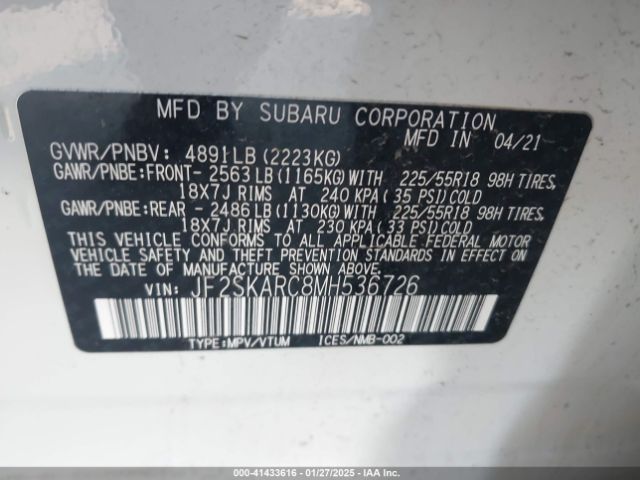 MFD BY SUBARU CORPORATION
MFD IN 04/21
GVWR/PNBV: 4891LB (2223KG)
GAWR/PNBE:FRONT- 2563 LB (1165KG) WITH 225/55R18 98H TIRES,
18X7J RIMS AT 240 KPA (35 PSI) COLD
GAWR/PNBE:REAR - 2486 LB (1130KG) WITH 225/55R18 98H TIRES,
18X7J RIMS AT 230 KPA (33 PSI) COLD
THIS VEHICLE CONFORMS TO ALL APPLICABLE FEDERAL MOTOR
VEHICLE SAFETY AND BUMPER STANDARDS IN EFFECT ON THE
DATE OF MANUFACTURE SHOWN ABOVE.
VIN: JF2SKARC8MH536726
TYPE:MPV/VTUM ICES/NMB-002
000-41433616 - 01/27/2025 - IAA Inc.